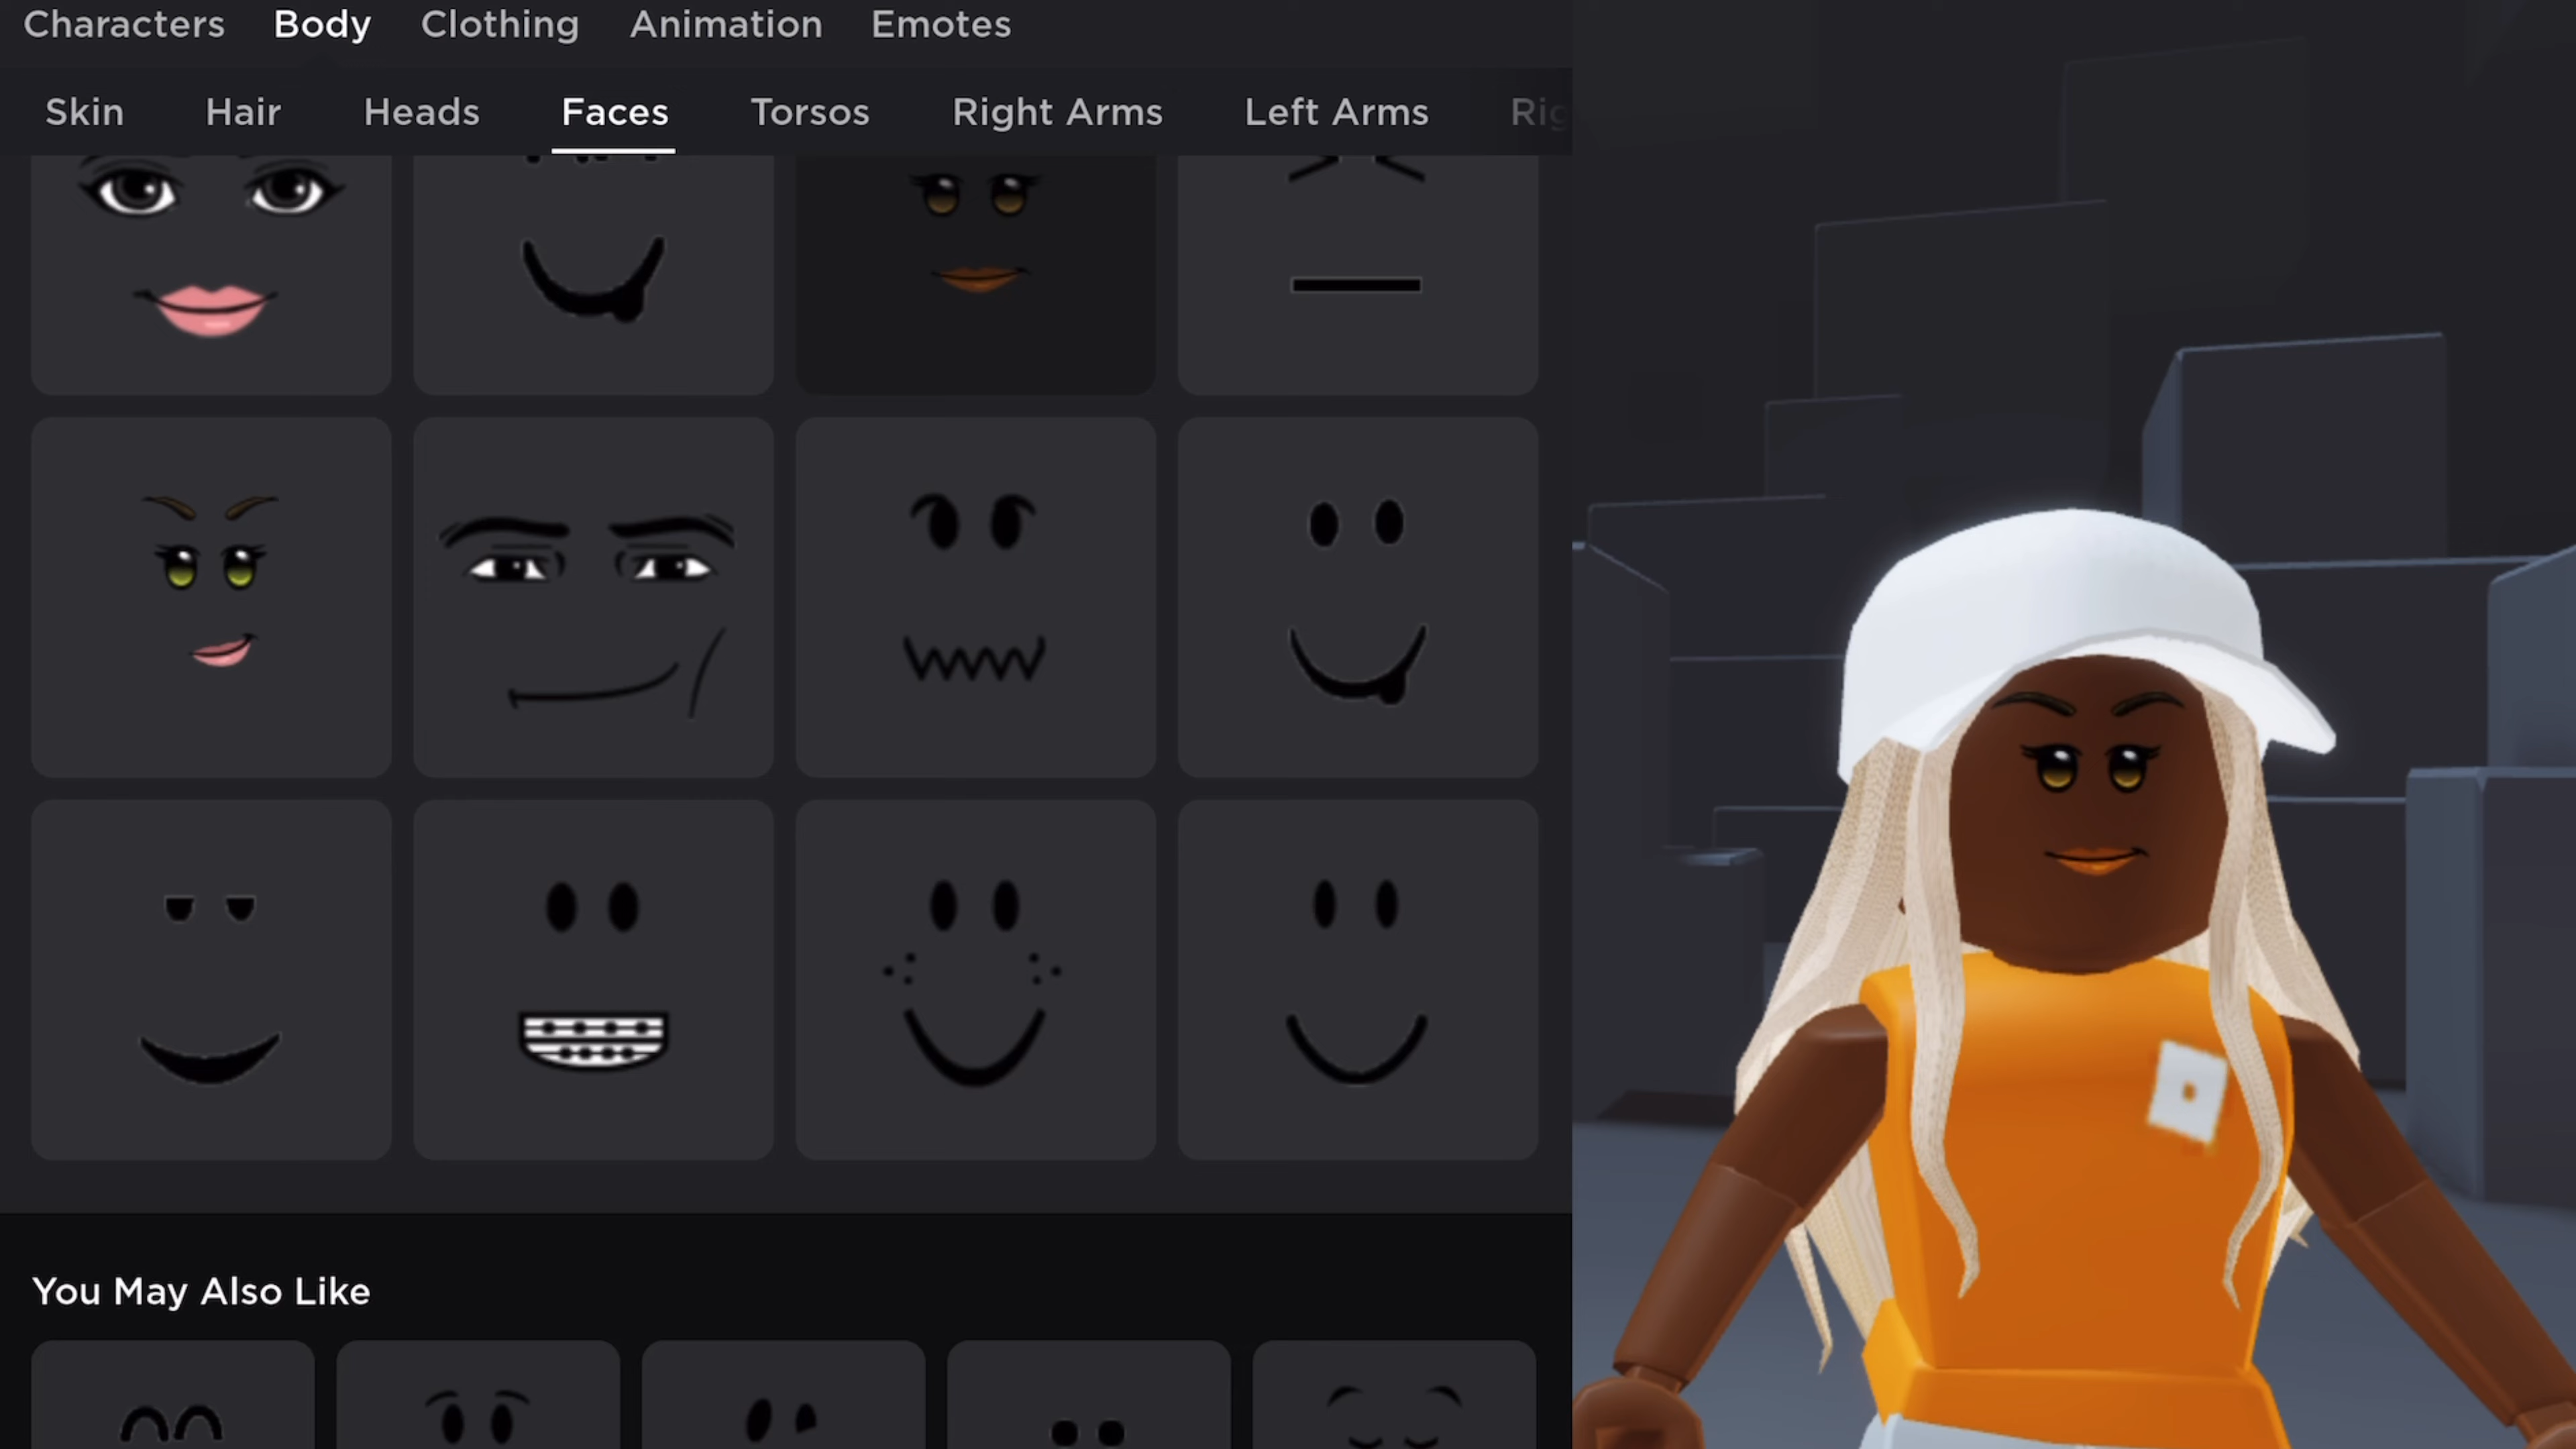 Characters Body Clothing Animation Emotes
Skin Hair Heads Faces Torsos Right Arms Left Arms
You May Also Like